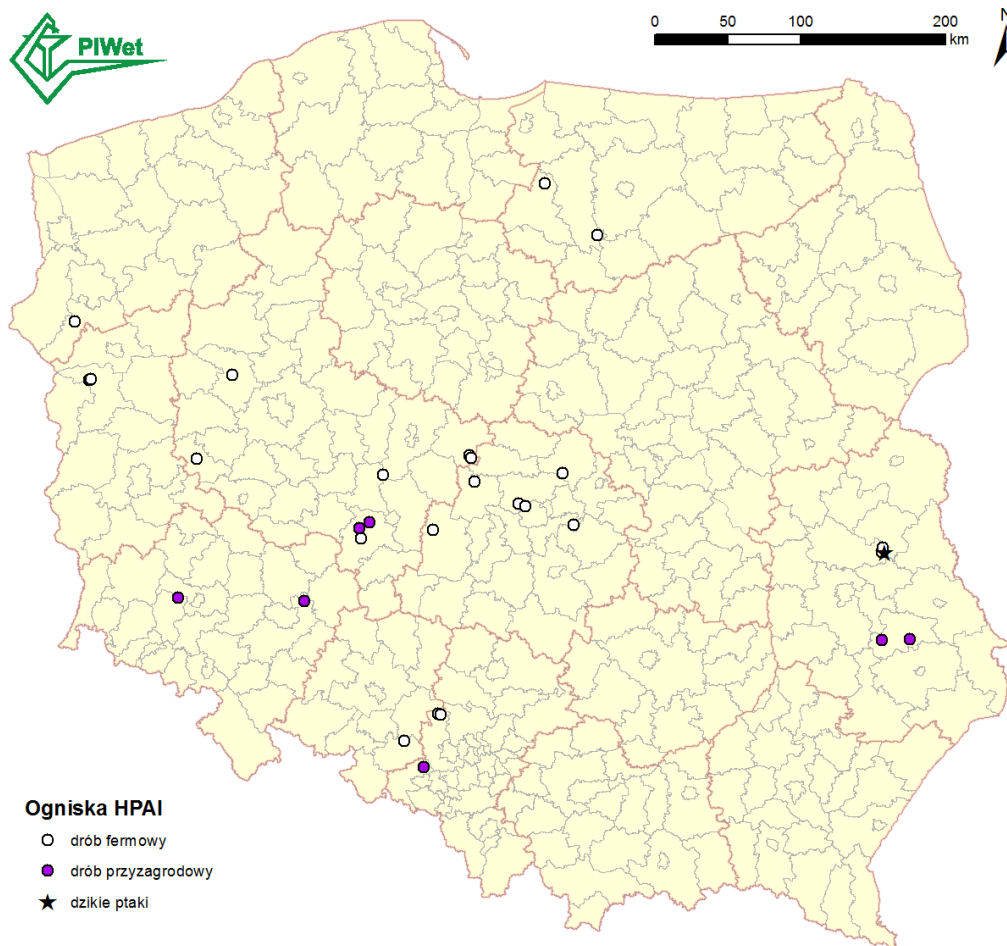 PIWet
0 50 100 200
km
N
Ogniska HPAI
drób fermowy
drób przyzagrodowy
dzikie ptaki